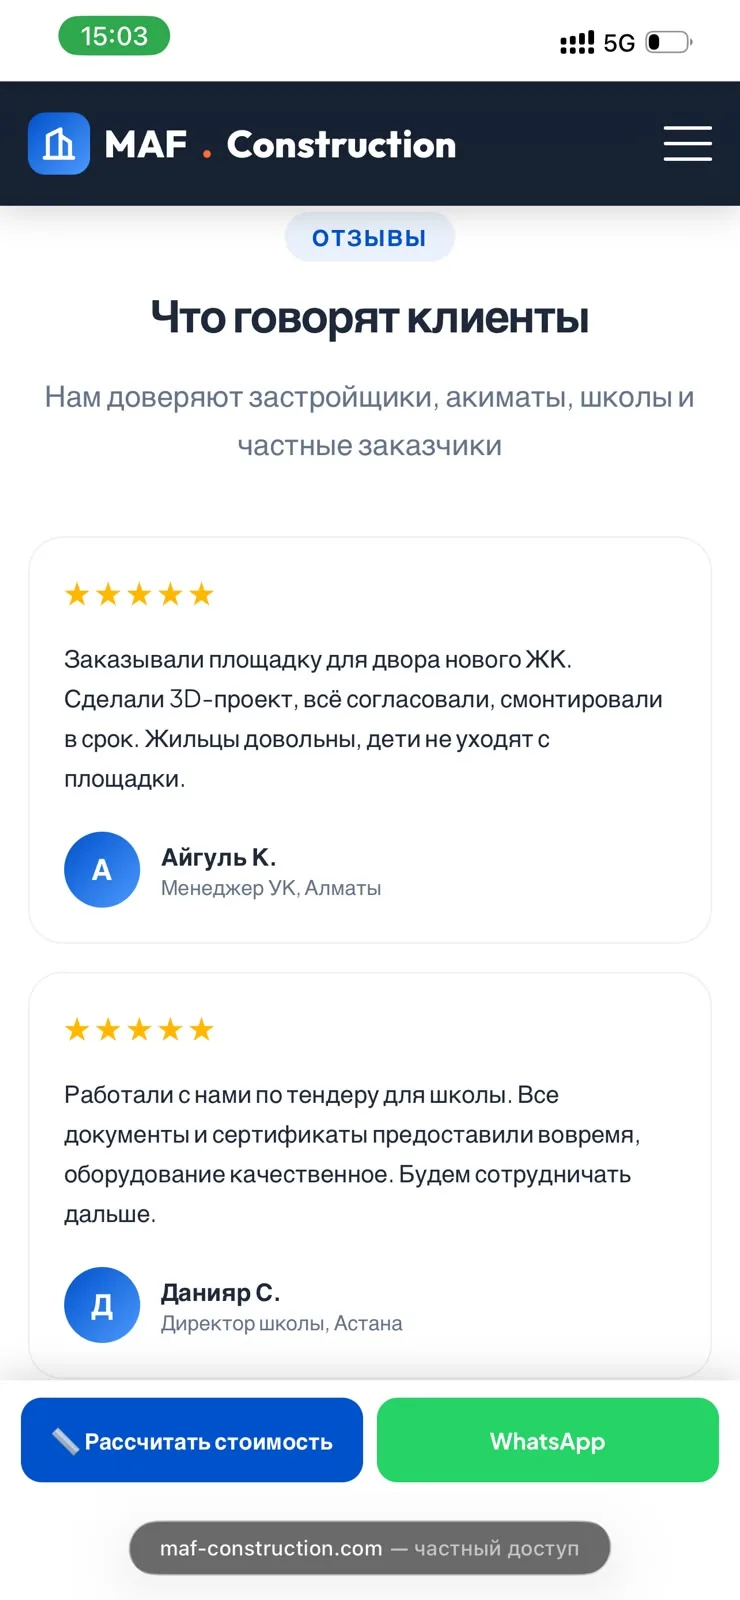 15:03
5G
MAF . Construction
ОТЗЫВЫ
Что говорят клиенты
Нам доверяют застройщики, акиматы, школы и
частные заказчики
★★★★★
Заказывали площадку для двора нового ЖК.
Сделали 3D-проект, всё согласовали, смонтировали
в срок. Жильцы довольны, дети не уходят с
площадки.
А
Айгуль К.
Менеджер УК, Алматы
★★★★★
Работали с нами по тендеру для школы. Все
документы и сертификаты предоставили вовремя,
оборудование качественное. Будем сотрудничать
дальше.
Д
Данияр С.
Директор школы, Астана
Рассчитать стоимость
WhatsApp
maf-construction.com — частный доступ